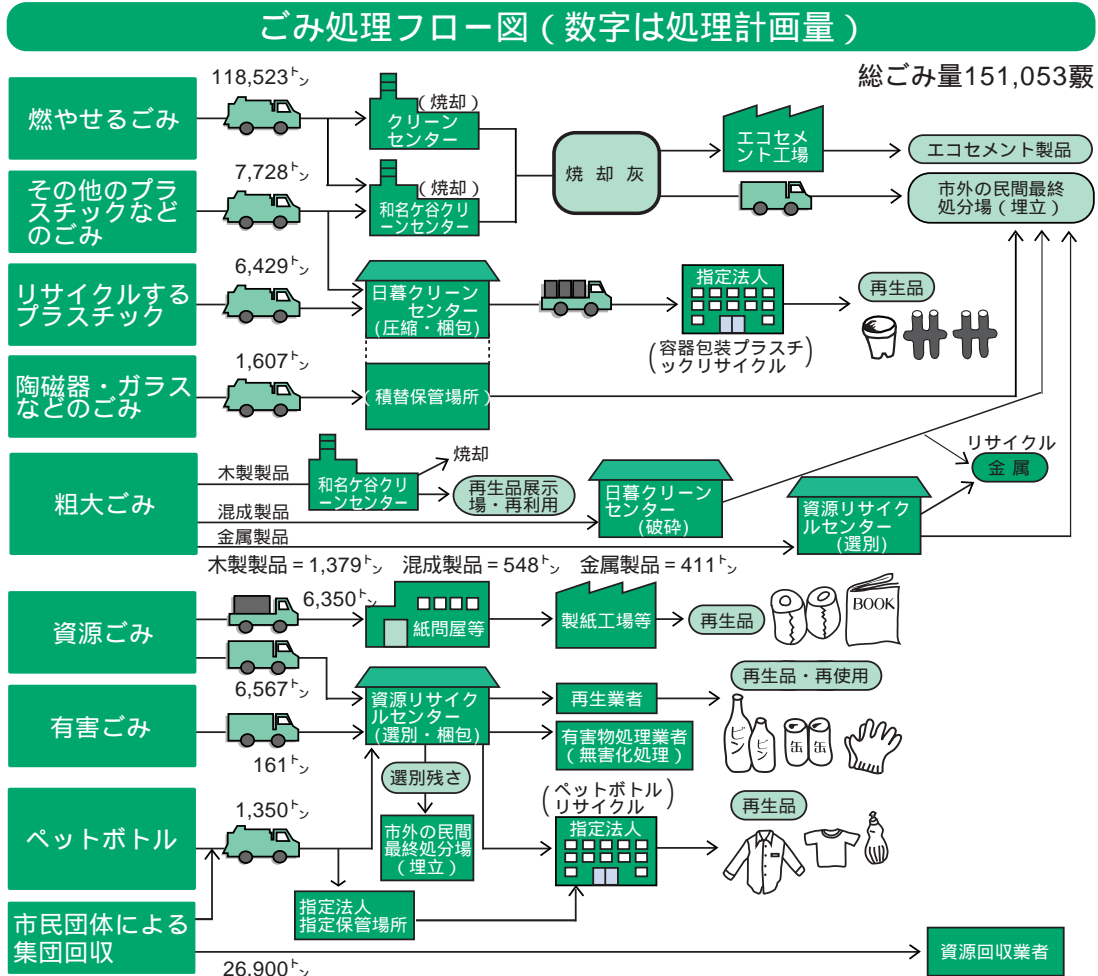 ごみ処理フロー図(数字は処理計画量)
総ごみ量151,053覈
燃やせるごみ
118,523トン
(焼却)
クリーン
センター
焼却灰
エコセメ
ント工場
エコセメント製品
その他のプラ
スチックなど
のごみ
7,728トン
(焼却)
和名ケ谷クリ
ーンセンター
市外の民間最終
処分場(埋立)
リサイクルする
プラスチック
6,429トン
日暮クリーン
センター
(圧縮・梱包)
指定法人
(容器包装プラスチ
ックリサイクル)
再生品
陶磁器・ガラス
などのごみ
1,607トン
(積替保管場所)
粗大ごみ
木製製品
和名ケ谷クリ
ーンセンター
焼却
再生品展示
場・再利用
混成製品
日暮クリーン
センター
(破砕)
金属製品
資源リサイク
ルセンター
(選別)
リサイクル
金属
木製製品=1,379トン 混成製品=548トン 金属製品=411トン
資源ごみ
6,350トン
紙問屋等
製紙工場等
再生品
BOOK
6,567トン
資源リサイク
ルセンター
(選別・梱包)
再生業者
再生品・再使用
ビン
ビン
缶
缶
有害ごみ
161トン
有害物処理業者
(無害化処理)
選別残さ
市外の民間
最終処分場
(埋立)
ペットボトル
1,350トン
(ペットボトル
リサイクル)
指定法人
再生品
指定法人
指定保管場所
市民団体による
集団回収
26,900トン
資源回収業者